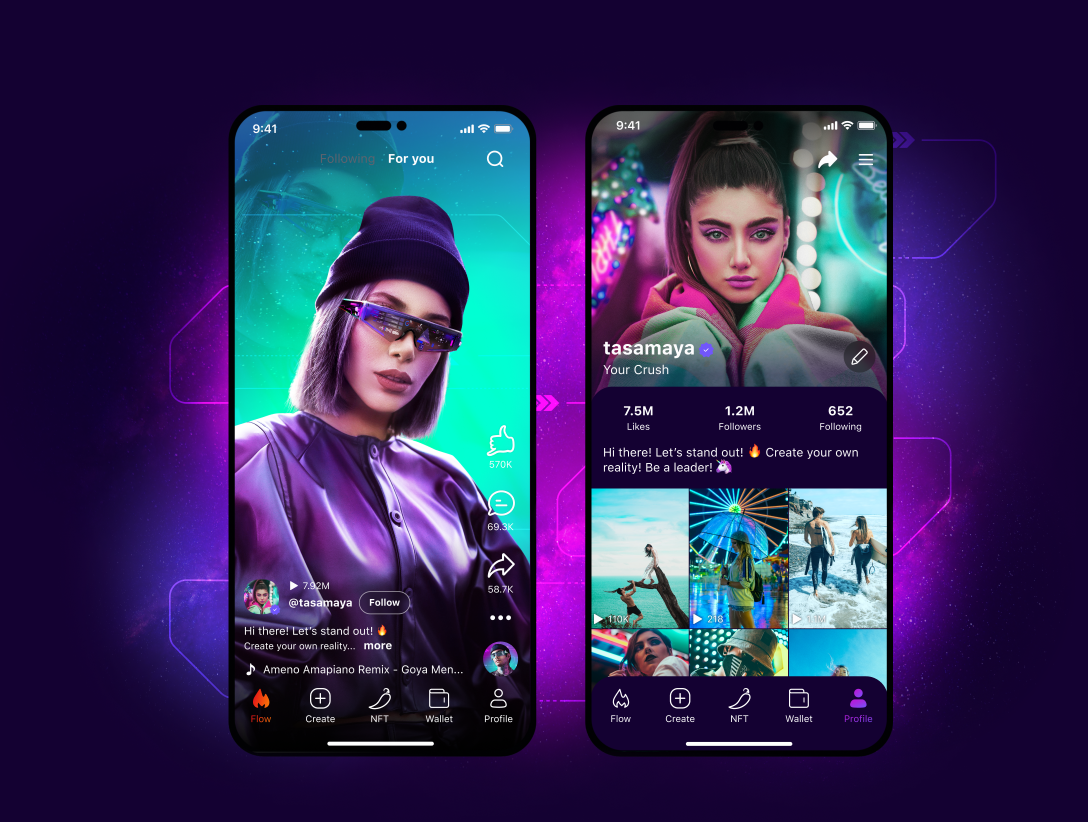 9:41
Following For you
570K
69.3K
58.7K
7.92M
@tasamaya Follow
Hi there! Let's stand out! 🔥
Create your own reality... more
Ameno Amapiano Remix - Goya Men...
Flow Create NFT Wallet Profile
9:41
tasamaya
Your Crush
7.5M 1.2M 652
Likes Followers Following
Hi there! Let's stand out! 🔥 Create your own
reality! Be a leader! 🦄
110K 218
Flow Create NFT Wallet Profile